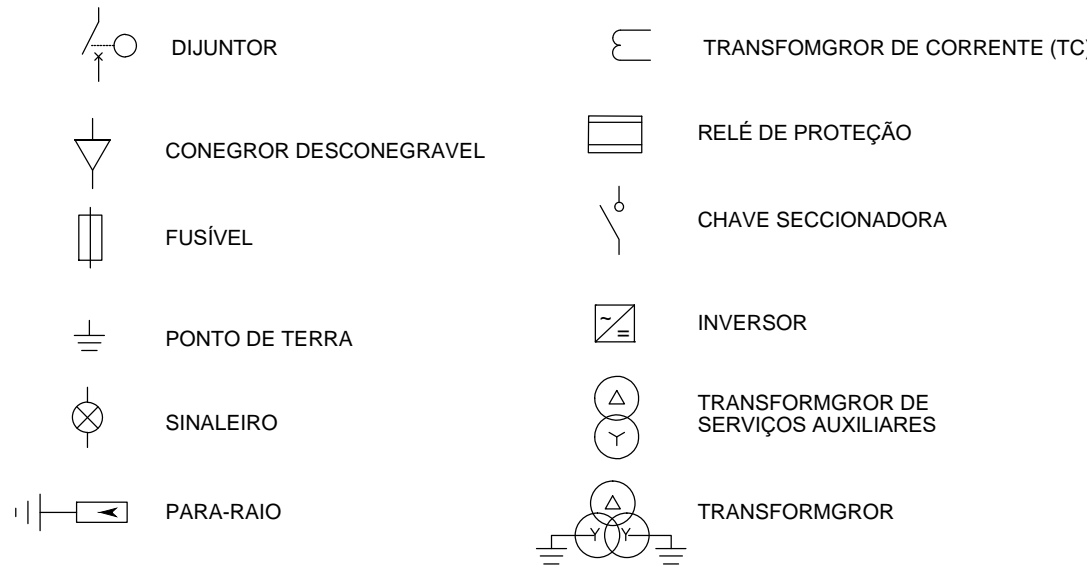 DIJUNTOR
CONEGROR DESCONEGRAVEL
FUSÍVEL
PONTO DE TERRA
SINALEIRO
PARA-RAIO
TRANSFOMGROR DE CORRENTE (TC)
RELÉ DE PROTEÇÃO
CHAVE SECCIONADORA
~
=
INVERSOR
Y
TRANSFORMGROR DE
SERVIÇOS AUXILIARES
Y Y
TRANSFORMGROR